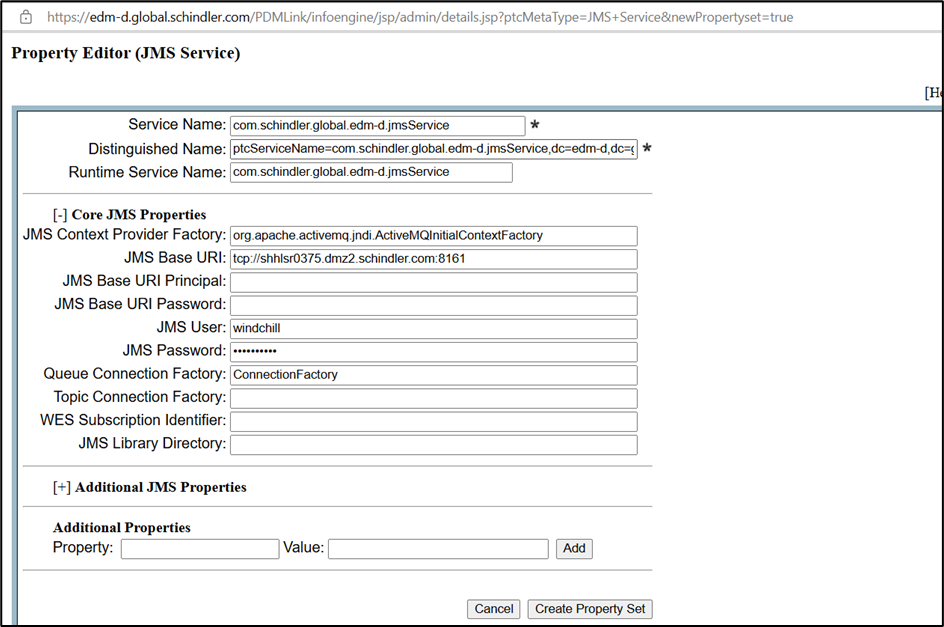 https://edm-d.global.schindler.com/PDMLink/infoengine/jsp/admin/details.jsp?ptcMetaType=JMS+Service&newPropertyset=true
Property Editor (JMS Service)
Service Name: com.schindler.global.edm-d.jmsService *
Distinguished Name: ptcServiceName=com.schindler.global.edm-d.jmsService,dc=edm-d,dc= *
Runtime Service Name: com.schindler.global.edm-d.jmsService
[-] Core JMS Properties
JMS Context Provider Factory: org.apache.activemq.jndi.ActiveMQInitialContextFactory
JMS Base URI: tcp://shhlsr0375.dmz2.schindler.com:8161
JMS Base URI Principal:
JMS Base URI Password:
JMS User: windchill
JMS Password: ••••••••••
Queue Connection Factory: ConnectionFactory
Topic Connection Factory:
WES Subscription Identifier:
JMS Library Directory:
[+] Additional JMS Properties
Additional Properties
Property: Value: Add
Cancel Create Property Set